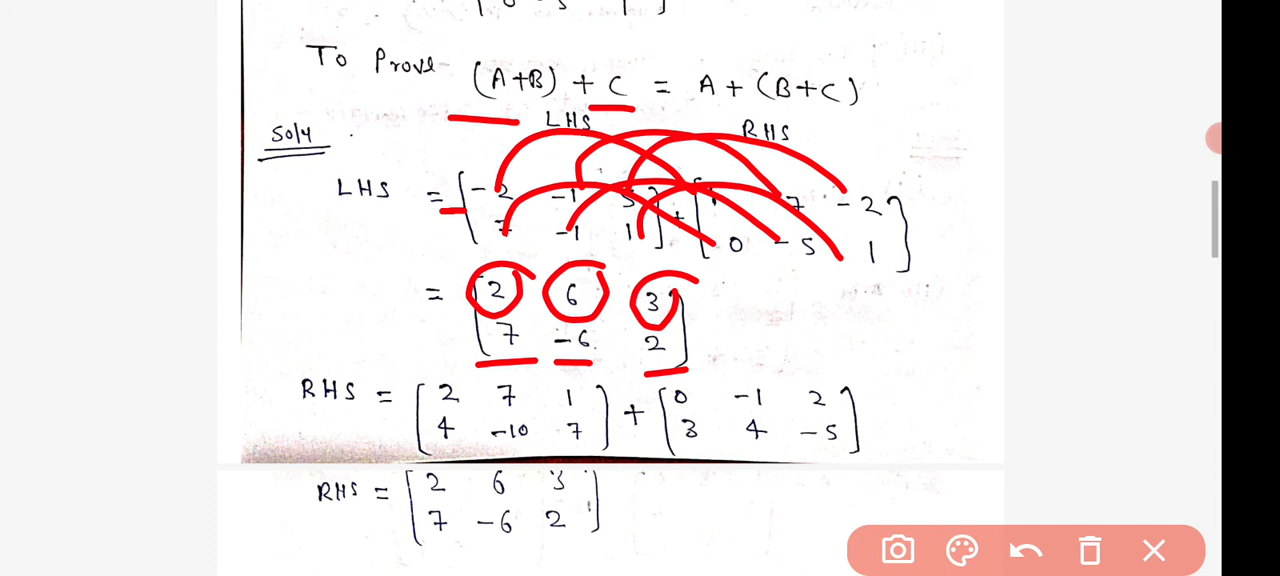 To Prove (A+B) + C = A + (B+C)
LHS RHS
Soln
LHS = [ -2 -1 5 ] + [ 7 -2 ]
[ 7 -1 1 ] [ 0 -5 1 ]
= [ 2 6 3 ]
[ 7 -6 2 ]
RHS = [ 2 7 1 ] + [ 0 -1 2 ]
[ 4 -10 7 ] [ 3 4 -5 ]
RHS = [ 2 6 3 ]
[ 7 -6 2 ]